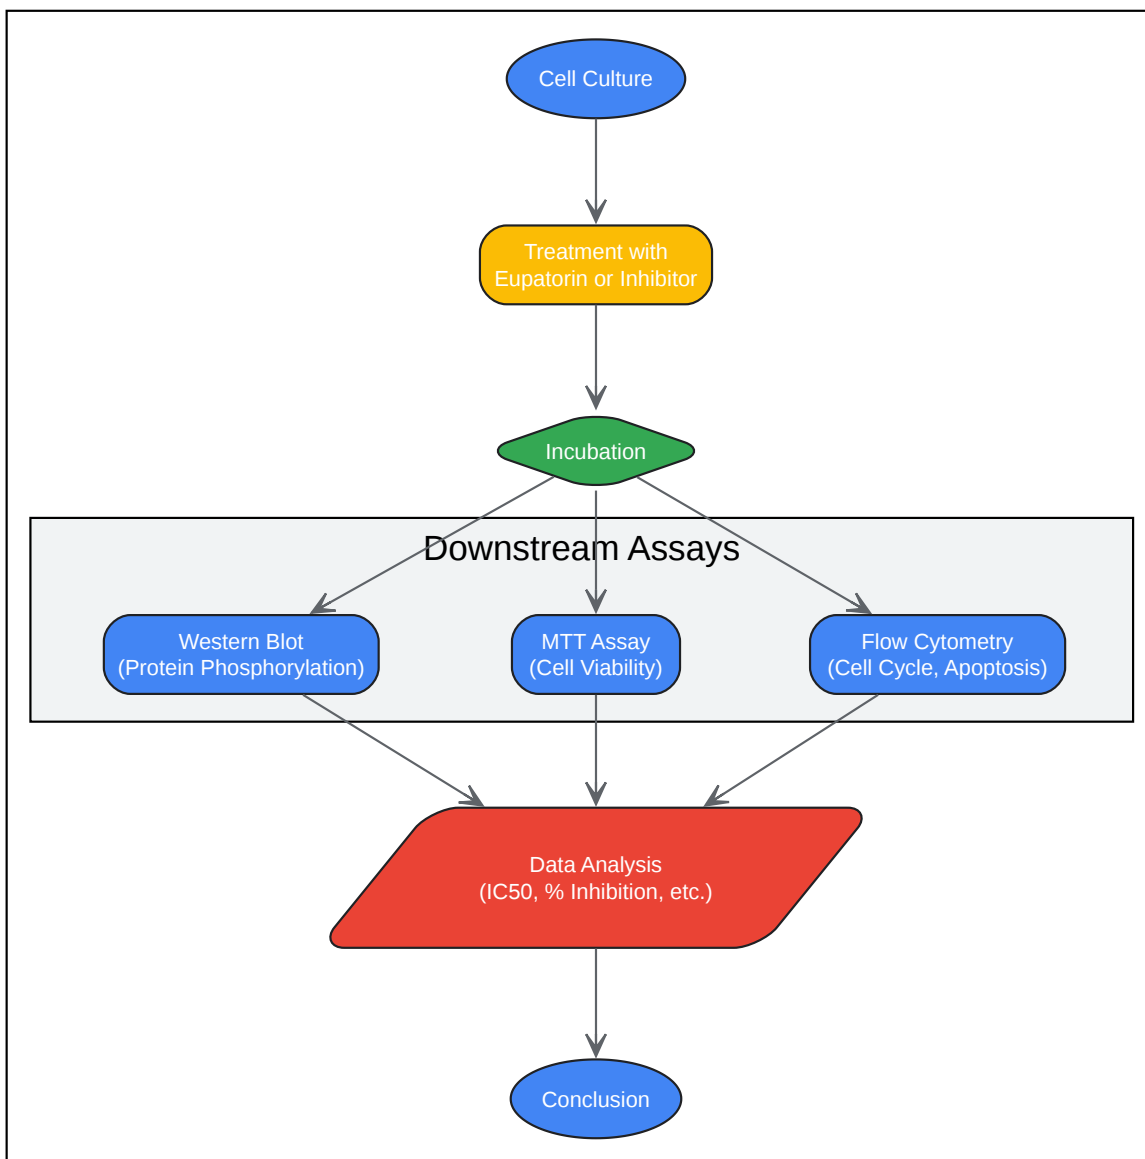 Cell Culture
Treatment with
Eupatorin or Inhibitor
Incubation
Downstream Assays
Western Blot
(Protein Phosphorylation)
MTT Assay
(Cell Viability)
Flow Cytometry
(Cell Cycle, Apoptosis)
Data Analysis
(IC50, % Inhibition, etc.)
Conclusion